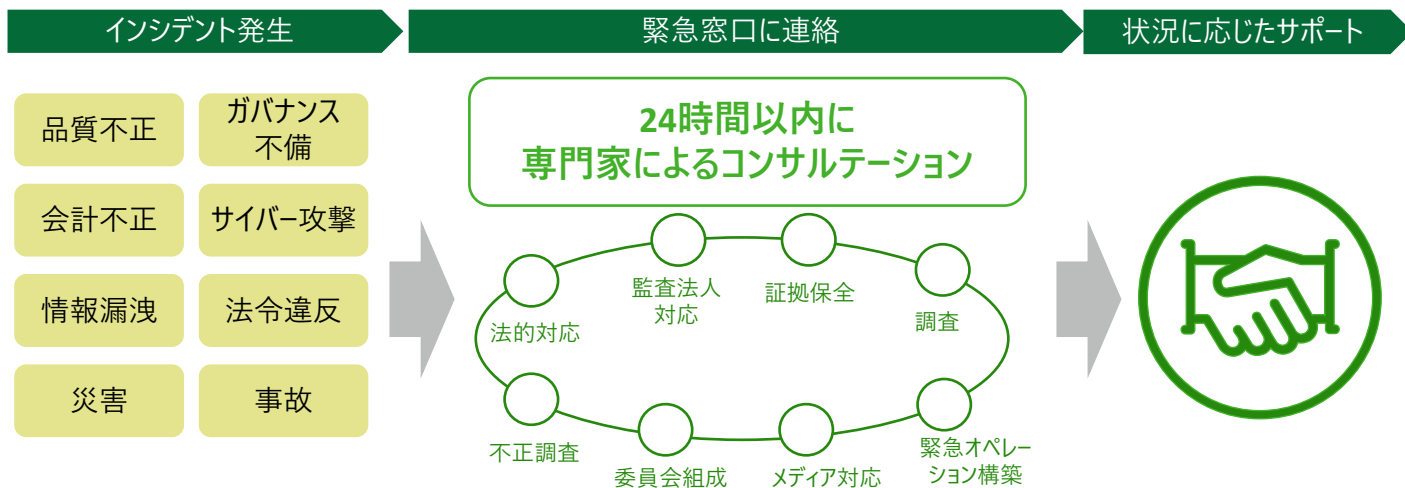 インシデント発生
緊急窓口に連絡
状況に応じたサポート
品質不正
ガバナンス
不備
会計不正
サイバー攻撃
情報漏洩
法令違反
災害
事故
24時間以内に
専門家によるコンサルテーション
法的対応
監査法人
対応
証拠保全
調査
不正調査
委員会組成
メディア対応
緊急オペレー
ション構築